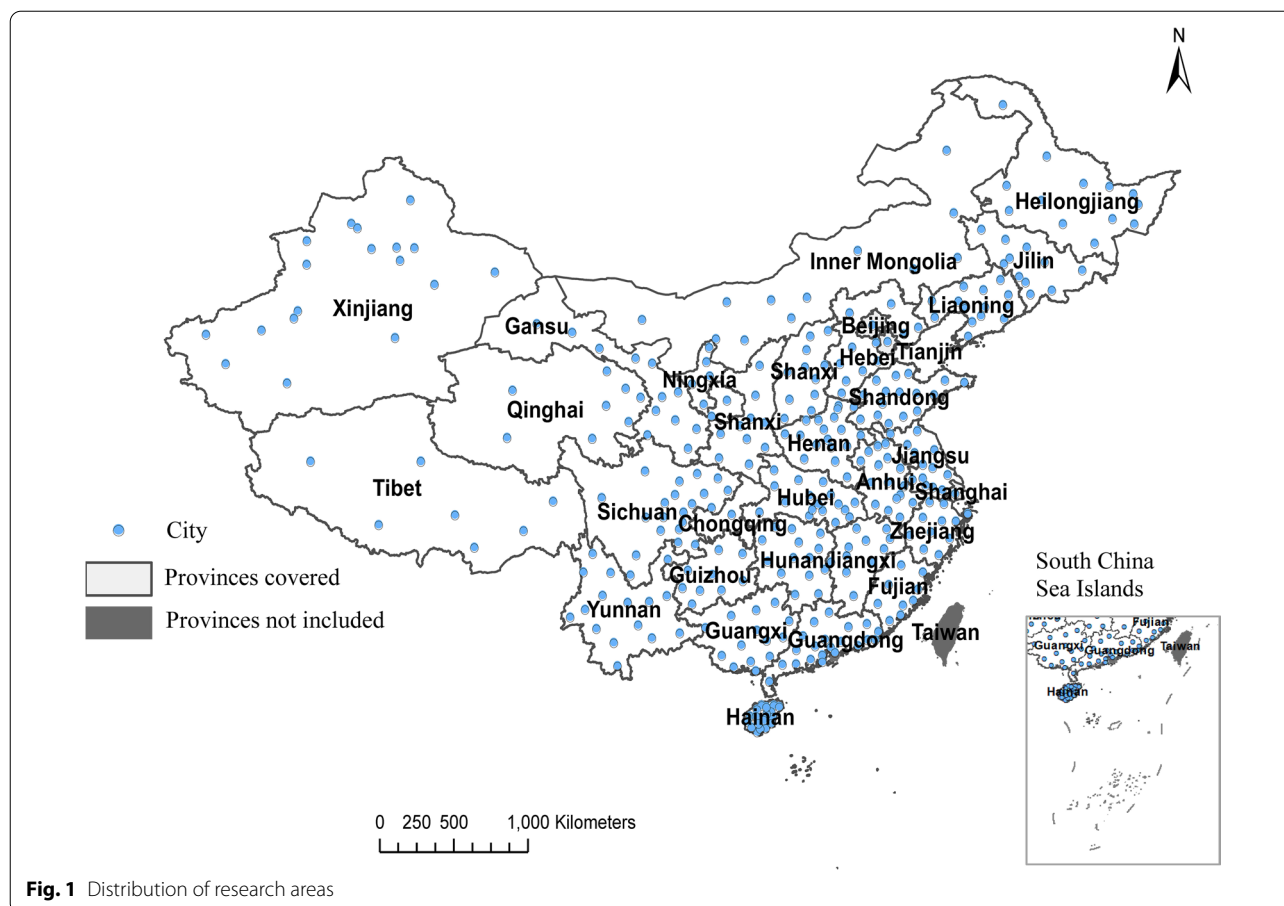 N
Heilongjiang
Inner Mongolia
Jilin
Xinjiang
Liaoning
Gansu
Beijing
Hebei
Tianjin
Ningxia
Shanxi
Shandong
Qinghai
Shanxi
Henan
Jiangsu
Tibet
Anhui
Shanghai
Hubei
Sichuan
Chongqing
Zhejiang
City
Hunan
Jiangxi
Provinces covered
Guizhou
Fujian
South China
Sea Islands
Yunnan
Provinces not included
Guangxi
Guangdong
Taiwan
Fujian
Guangxi
Guangdong
Taiwan
Hainan
Hainan
0 250 500 1,000 Kilometers
Fig. 1 Distribution of research areas